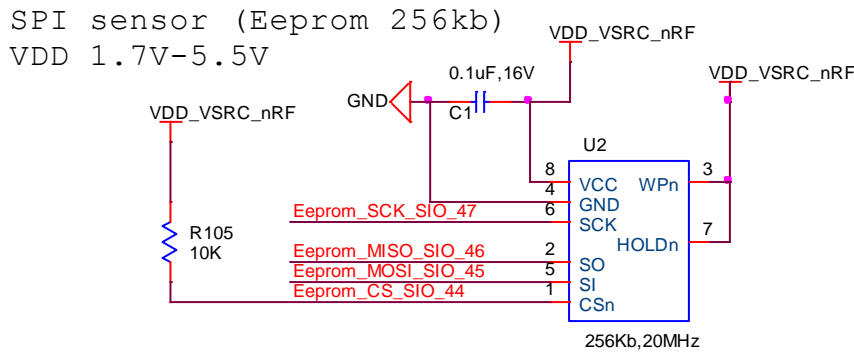 SPI sensor (Eeprom 256kb)
VDD 1.7V-5.5V
VDD_VSRC_nRF
0.1uF,16V
VDD_VSRC_nRF
GND
C1
VDD_VSRC_nRF
U2
8 VCC WPn 3
4 GND
Eeprom_SCK_SIO_47 6 SCK
R105
10K
HOLDn 7
Eeprom_MISO_SIO_46 2 SO
Eeprom_MOSI_SIO_45 5 SI
Eeprom_CS_SIO_44 1 CSn
256Kb,20MHz